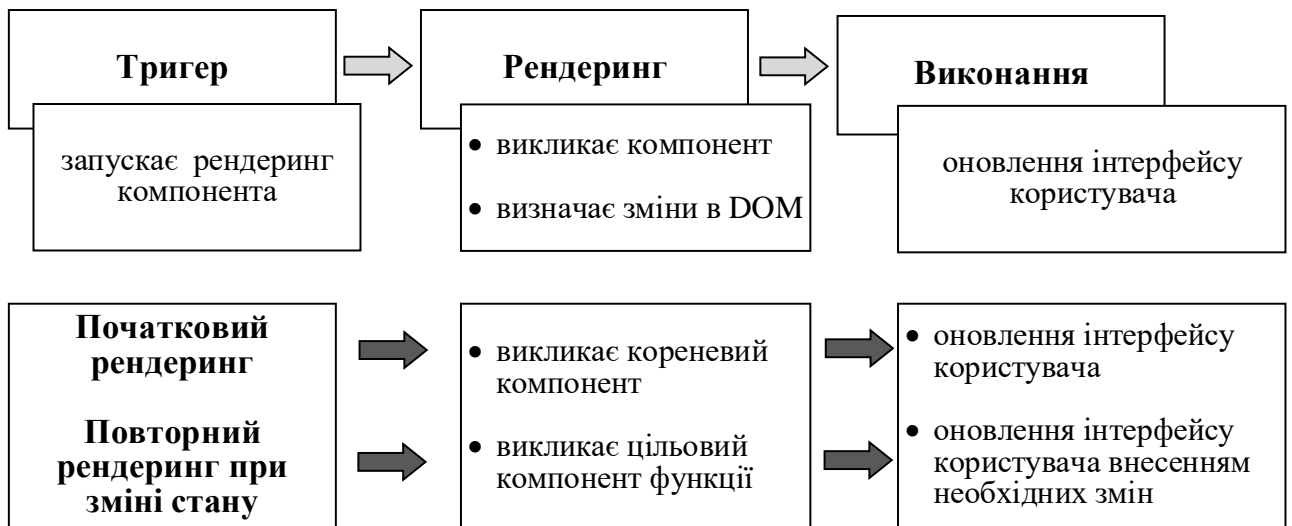 Тригер
запускає рендеринг
компонента
Рендеринг
• викликає компонент
• визначає зміни в DOM
Виконання
оновлення інтерфейсу
користувача
Початковий
рендеринг
Повторний
рендеринг при
зміні стану
• викликає кореневий
компонент
• викликає цільовий
компонент функції
• оновлення інтерфейсу
користувача
• оновлення інтерфейсу
користувача внесенням
необхідних змін